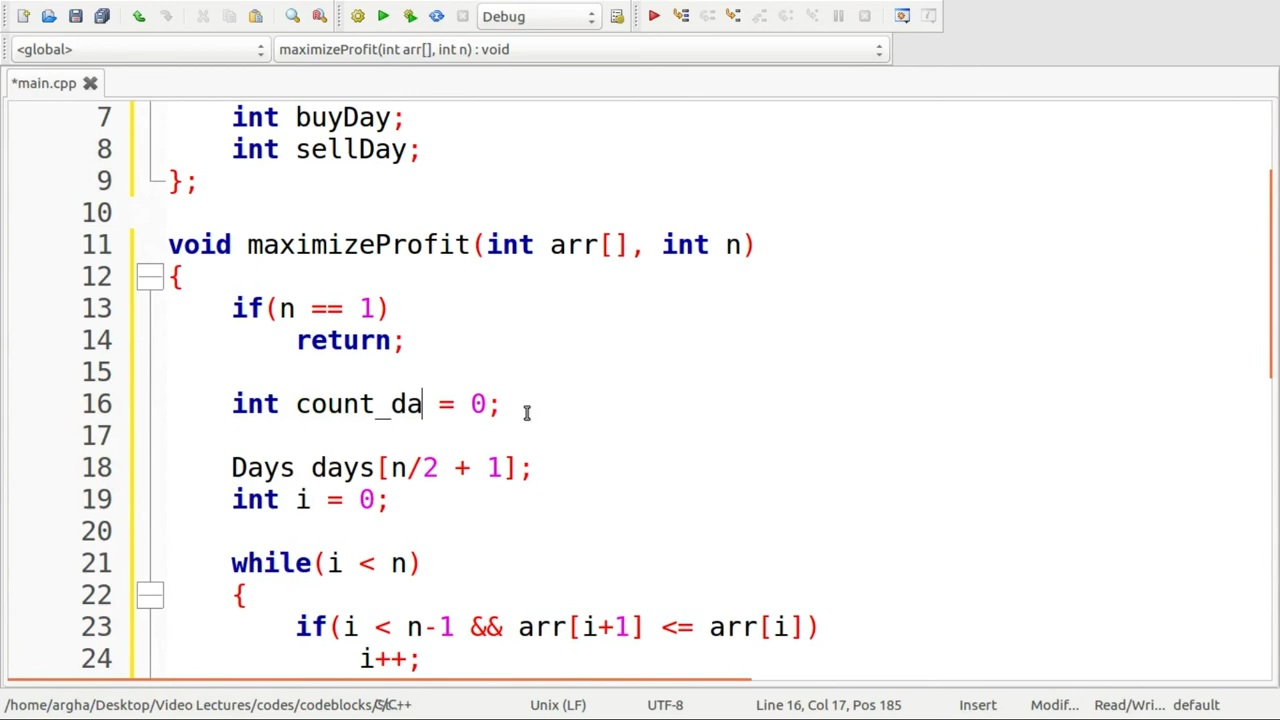 Debug
<global>
maximizeProfit(int arr[], int n) : void
*main.cpp
7 int buyDay;
8 int sellDay;
9 };
10
11 void maximizeProfit(int arr[], int n)
12 {
13 if(n == 1)
14 return;
15
16 int count_da = 0;
17
18 Days days[n/2 + 1];
19 int i = 0;
20
21 while(i < n)
22 {
23 if(i < n-1 && arr[i+1] <= arr[i])
24 i++;
/home/argha/Desktop/Video Lectures/codes/codeblocks/ C/C++ Unix (LF) UTF-8 Line 16, Col 17, Pos 185 Insert Modif... Read/Wri... default